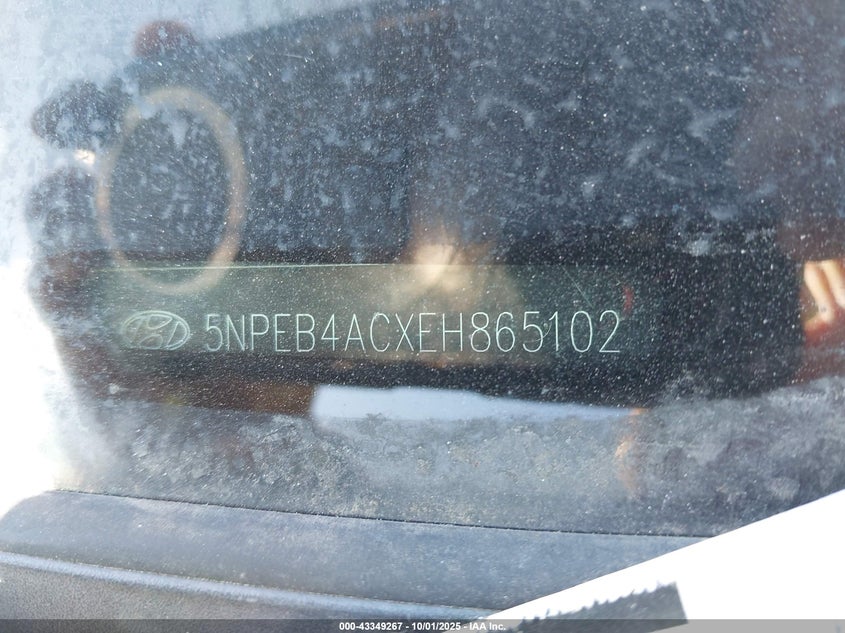 5NPEB4ACXEH865102
000-43349267 - 10/01/2025 - IAA Inc.